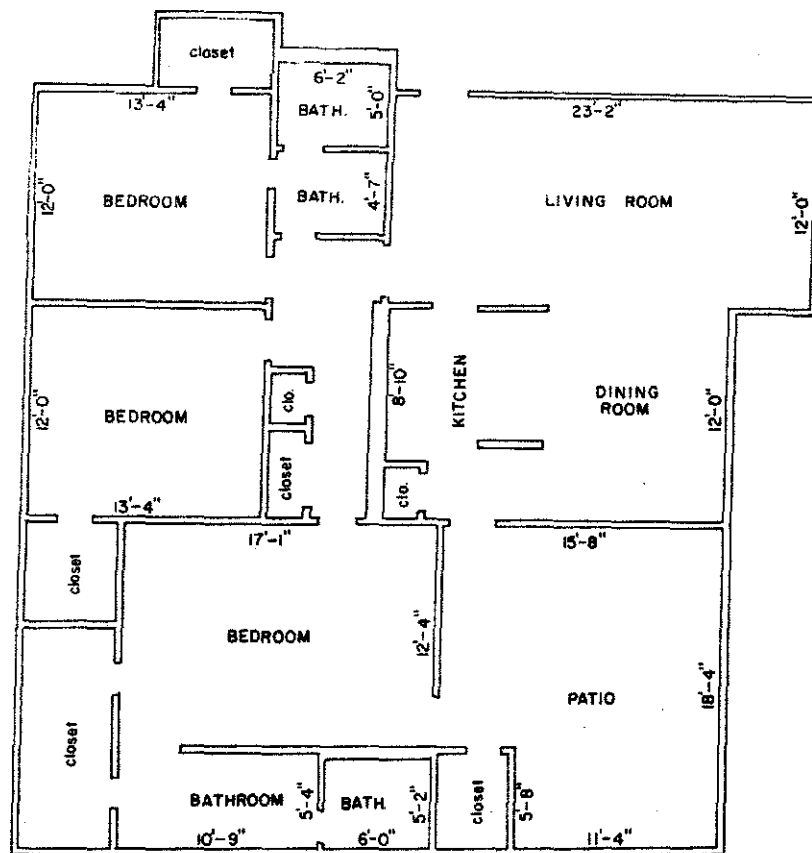 closet
6'-2"
13'-4"
BATH.
5'-0"
23'-2"
12'-0"
BEDROOM
BATH.
4'-7"
LIVING ROOM
12'-0"
12'-0"
BEDROOM
clo.
closet
8'-10"
KITCHEN
clo.
DINING
ROOM
12'-0"
13'-4"
17'-1"
15'-8"
closet
BEDROOM
12'-4"
PATIO
18'-4"
closet
BATHROOM
5'-4"
BATH.
5'-2"
closet
5'-8"
10'-9"
6'-0"
11'-4"